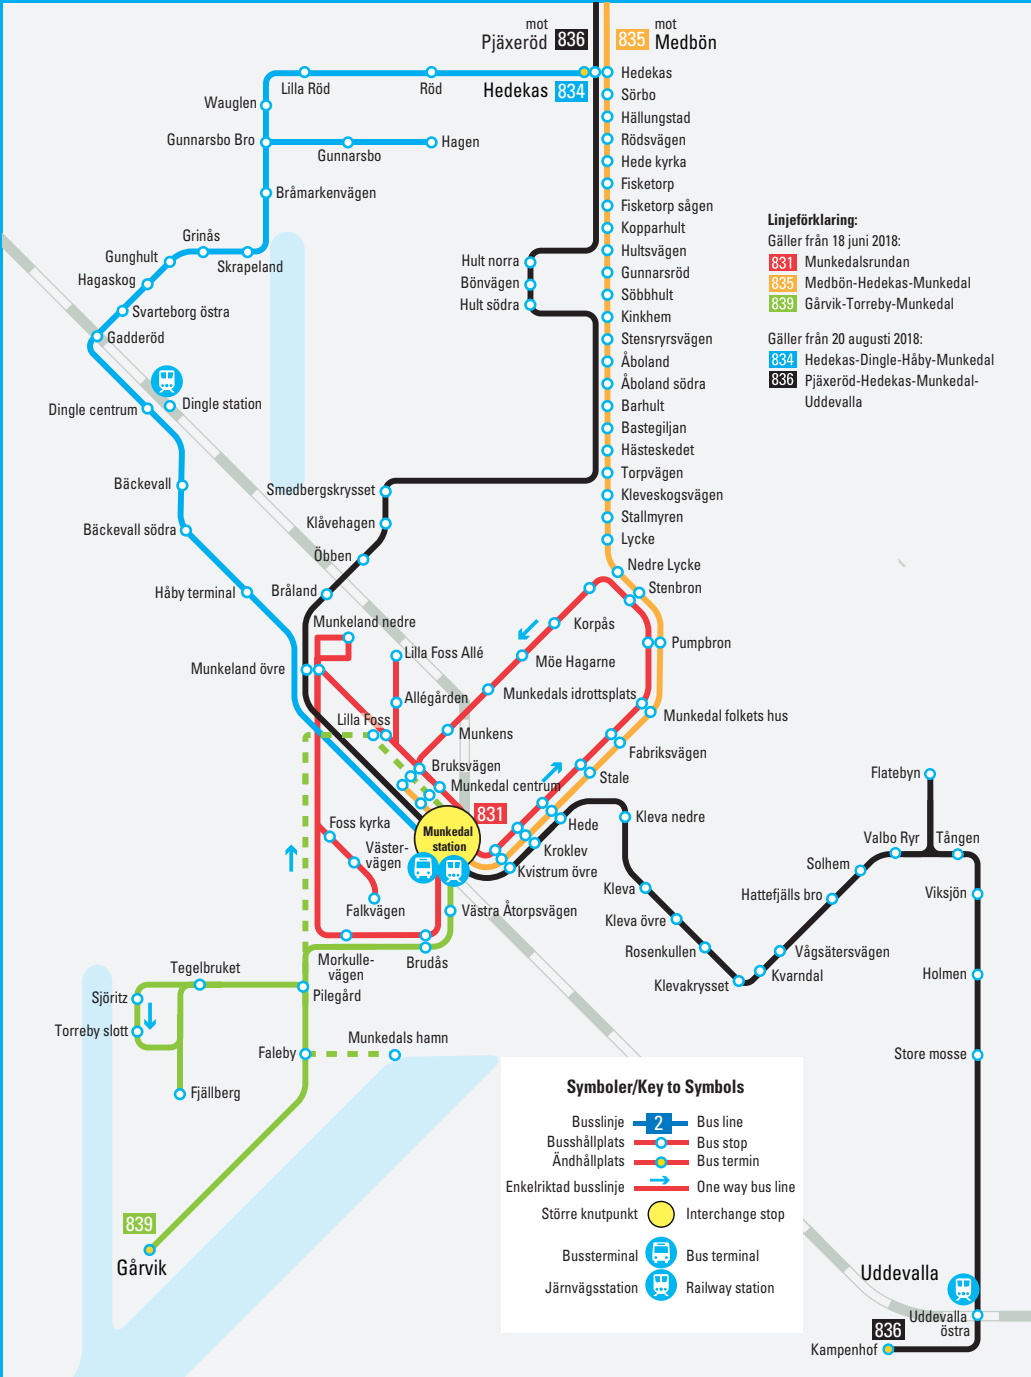 mot
Pjäxeröd 836
mot
835 Medbön
Lilla Röd
Röd
Hedekas 834
Wauglen
Gunnarsbo Bro
Gunnarsbo
Hagen
Bråmarkenvägen
Grinås
Skrapeland
Gunghult
Hagaskog
Svarteborg östra
Gadderöd
Dingle centrum
Dingle station
Bäckevall
Bäckevall södra
Håby terminal
Hedekas
Sörbo
Hällungstad
Rödsvägen
Hede kyrka
Fisketorp
Fisketorp sågen
Kopparhult
Hultsvägen
Gunnarsröd
Söbbhult
Kinkhem
Stensryrsvägen
Åboland
Åboland södra
Barhult
Bastegiljan
Hästeskedet
Torpvägen
Kleveskogsvägen
Stallmyren
Lycke
Nedre Lycke
Stenbron
Pumpbron
Munkedal folkets hus
Fabriksvägen
Stale
Hede
Kroklev
Kvistrum övre
Hult norra
Bönvägen
Hult södra
Smedbergskrysset
Klåvehagen
Öbben
Bråland
Munkeland nedre
Munkeland övre
Lilla Foss Allé
Allégården
Lilla Foss
Korpås
Möe Hagarne
Munkedals idrottsplats
Munkens
Bruksvägen
Munkedal centrum
831
Munkedal
station
Foss kyrka
Väster-
vägen
Falkvägen
Västra Åtorpsvägen
Morkulle-
vägen
Brudås
Pilegård
Tegelbruket
Sjöritz
Torreby slott
Fjällberg
Faleby
Munkedals hamn
839
Gårvik
Kleva nedre
Kleva
Kleva övre
Rosenkullen
Klevakrysset
Kvarndal
Vågsätersvägen
Hattefjälls bro
Solhem
Valbo Ryr
Flatebyn
Tången
Viksjön
Holmen
Store mosse
Uddevalla
Uddevalla
östra
836
Kampenhof
Linjeförklaring:
Gäller från 18 juni 2018:
831 Munkedalsrundan
835 Medbön-Hedekas-Munkedal
839 Gårvik-Torreby-Munkedal
Gäller från 20 augusti 2018:
834 Hedekas-Dingle-Håby-Munkedal
836 Pjäxeröd-Hedekas-Munkedal-
Uddevalla
Symboler/Key to Symbols
Busslinje 2 Bus line
Busshållplats Bus stop
Ändhållplats Bus termin
Enkelriktad busslinje One way bus line
Större knutpunkt Interchange stop
Bussterminal Bus terminal
Järnvägsstation Railway station